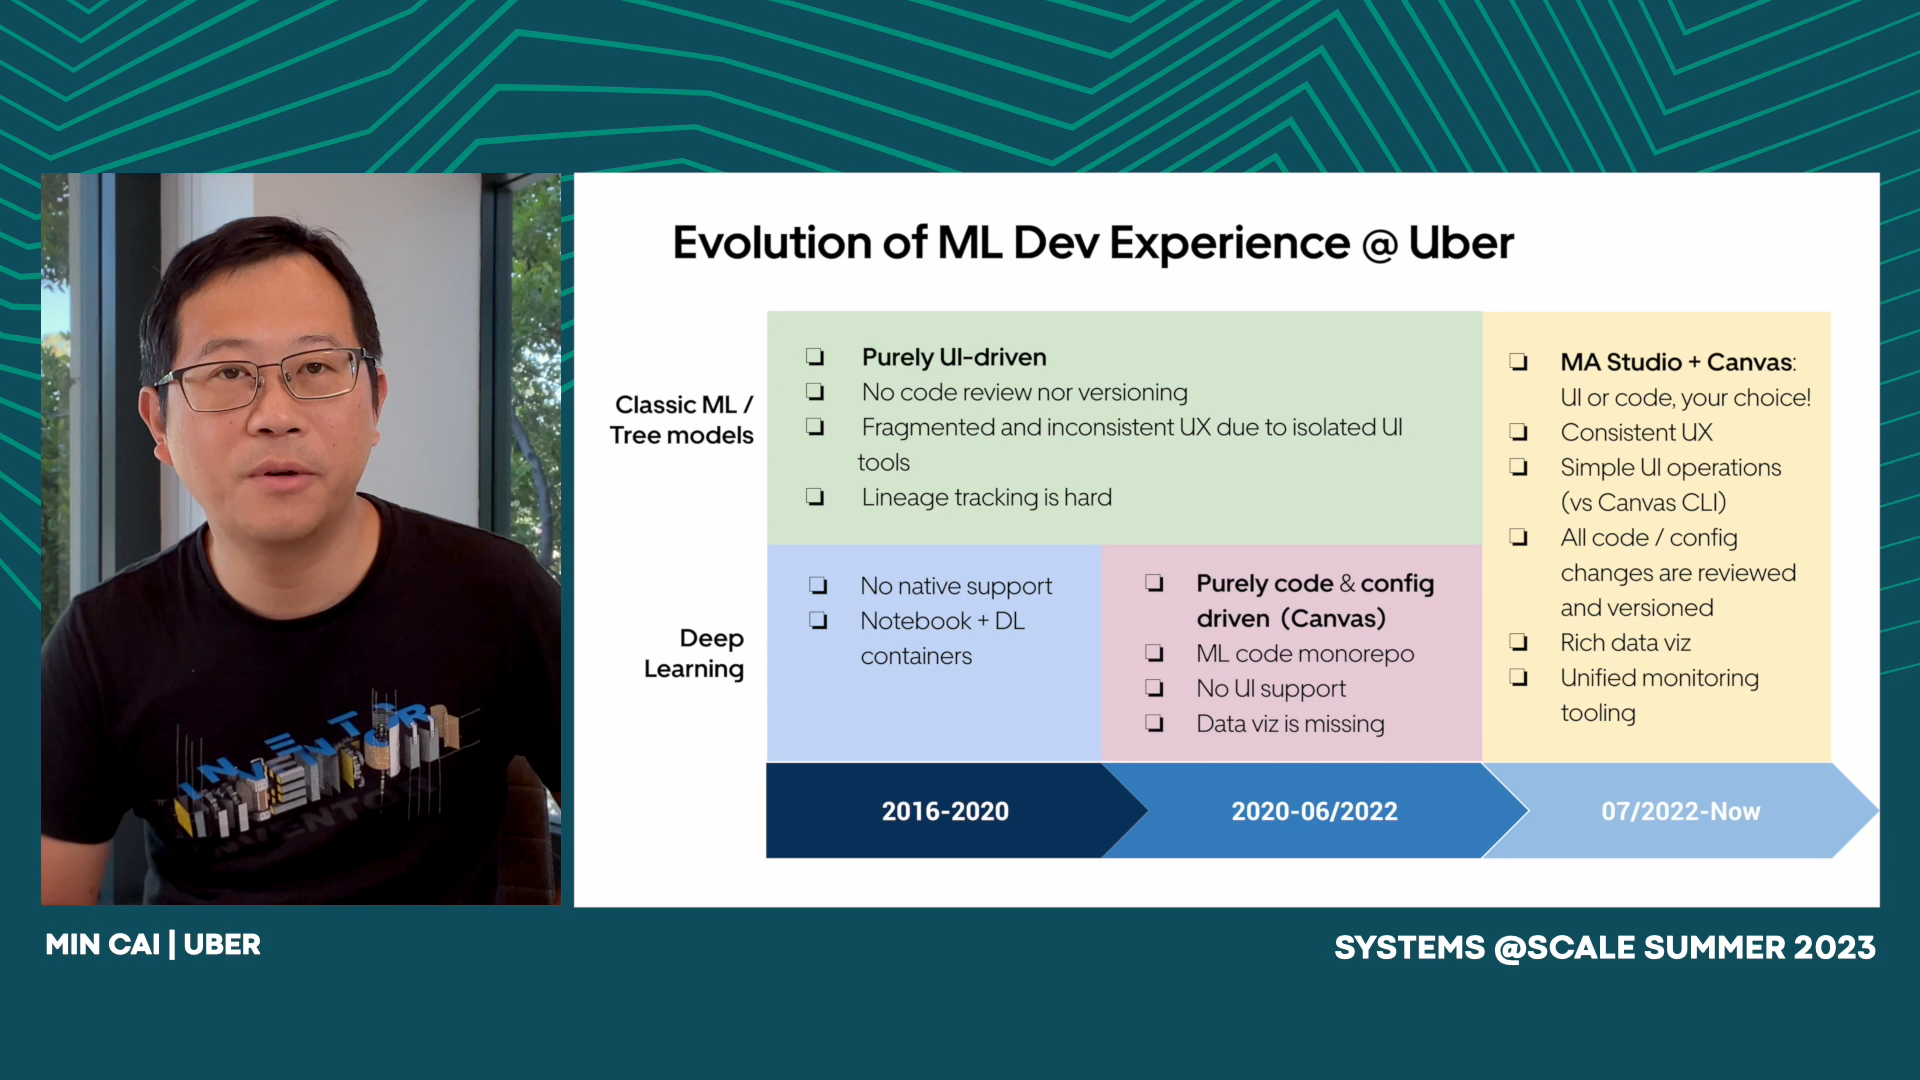 Evolution of ML Dev Experience @ Uber
Classic ML /
Tree models
Purely UI-driven
No code review nor versioning
Fragmented and inconsistent UX due to isolated UI
tools
Lineage tracking is hard
MA Studio + Canvas:
UI or code, your choice!
Consistent UX
Simple UI operations
(vs Canvas CLI)
All code / config
changes are reviewed
and versioned
Rich data viz
Unified monitoring
tooling
Deep
Learning
No native support
Notebook + DL
containers
Purely code & config
driven (Canvas)
ML code monorepo
No UI support
Data viz is missing
2016-2020
2020-06/2022
07/2022-Now
INVENTOR
MIN CAI | UBER
SYSTEMS @SCALE SUMMER 2023